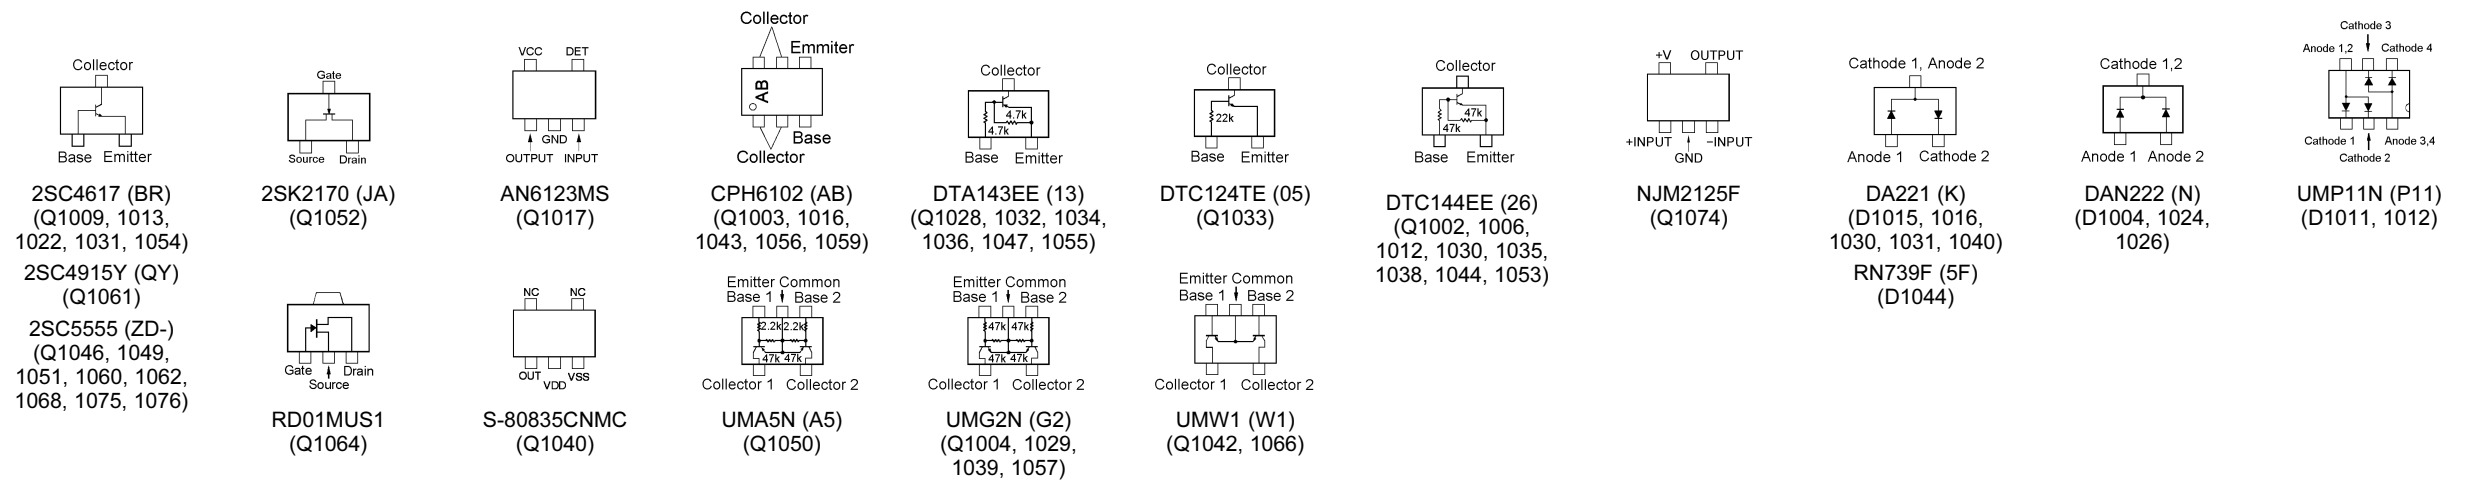 Collector
Base Emitter
2SC4617 (BR)
(Q1009, 1013,
1022, 1031, 1054)
2SC4915Y (QY)
(Q1061)
2SC5555 (ZD-)
(Q1046, 1049,
1051, 1060, 1062,
1068, 1075, 1076)
Gate
Source Drain
2SK2170 (JA)
(Q1052)
Gate Drain
Source
RD01MUS1
(Q1064)
VCC DET
GND
OUTPUT INPUT
AN6123MS
(Q1017)
NC NC
OUT VSS
VDD
S-80835CNMC
(Q1040)
Collector
Emmiter
AB
Base
Collector
CPH6102 (AB)
(Q1003, 1016,
1043, 1056, 1059)
Emitter Common
Base 1 Base 2
2.2k 2.2k
47k 47k
Collector 1 Collector 2
UMA5N (A5)
(Q1050)
Collector
4.7k
4.7k
Base Emitter
DTA143EE (13)
(Q1028, 1032, 1034,
1036, 1047, 1055)
Emitter Common
Base 1 Base 2
47k 47k
47k 47k
Collector 1 Collector 2
UMG2N (G2)
(Q1004, 1029,
1039, 1057)
Collector
22k
Base Emitter
DTC124TE (05)
(Q1033)
Emitter Common
Base 1 Base 2
Collector 1 Collector 2
UMW1 (W1)
(Q1042, 1066)
Collector
47k
47k
Base Emitter
DTC144EE (26)
(Q1002, 1006,
1012, 1030, 1035,
1038, 1044, 1053)
+V OUTPUT
+INPUT −INPUT
GND
NJM2125F
(Q1074)
Cathode 1, Anode 2
Anode 1 Cathode 2
DA221 (K)
(D1015, 1016,
1030, 1031, 1040)
RN739F (5F)
(D1044)
Cathode 1,2
Anode 1 Anode 2
DAN222 (N)
(D1004, 1024,
1026)
Cathode 3
Anode 1,2 Cathode 4
Cathode 1 Anode 3,4
Cathode 2
UMP11N (P11)
(D1011, 1012)